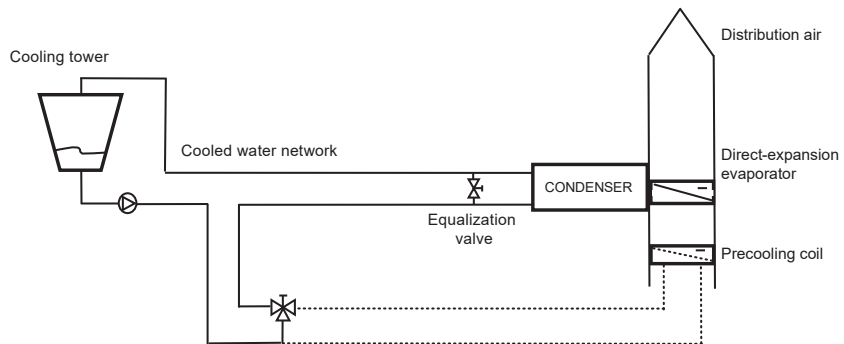 Distribution air
Cooling tower
Cooled water network
Direct-expansion
evaporator
CONDENSER
Equalization
valve
Precooling coil